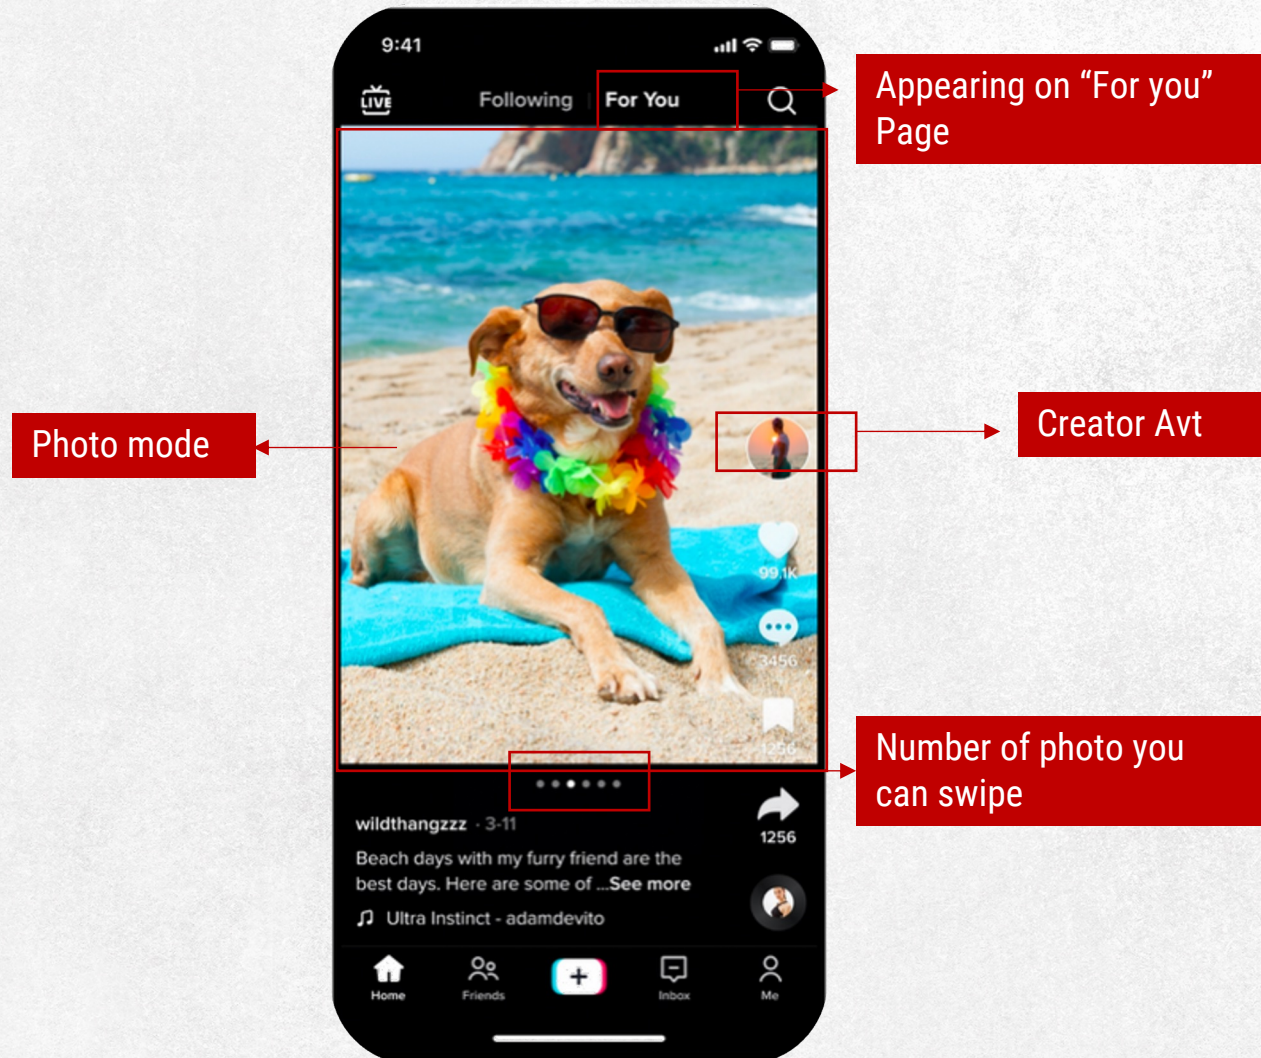 9:41
LIVE
Following
For You
Appearing on “For you”
Page
Photo mode
Creator Avt
99.1K
3456
1256
Number of photo you
can swipe
wildthangzzz · 3-11
1256
Beach days with my furry friend are the
best days. Here are some of ...See more
Ultra Instinct - adamdevito
Home
Friends
Inbox
Me